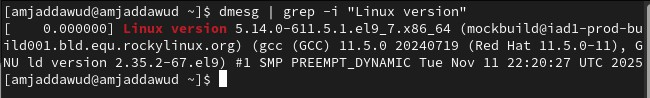 [amjaddawud@amjaddawud ~]$ dmesg | grep -i "Linux version"
[    0.000000] Linux version 5.14.0-611.5.1.el9_7.x86_64 (mockbuild@iad1-prod-bu
ild001.bld.equ.rockylinux.org) (gcc (GCC) 11.5.0 20240719 (Red Hat 11.5.0-11), G
NU ld version 2.35.2-67.el9) #1 SMP PREEMPT_DYNAMIC Tue Nov 11 22:20:27 UTC 2025
[amjaddawud@amjaddawud ~]$